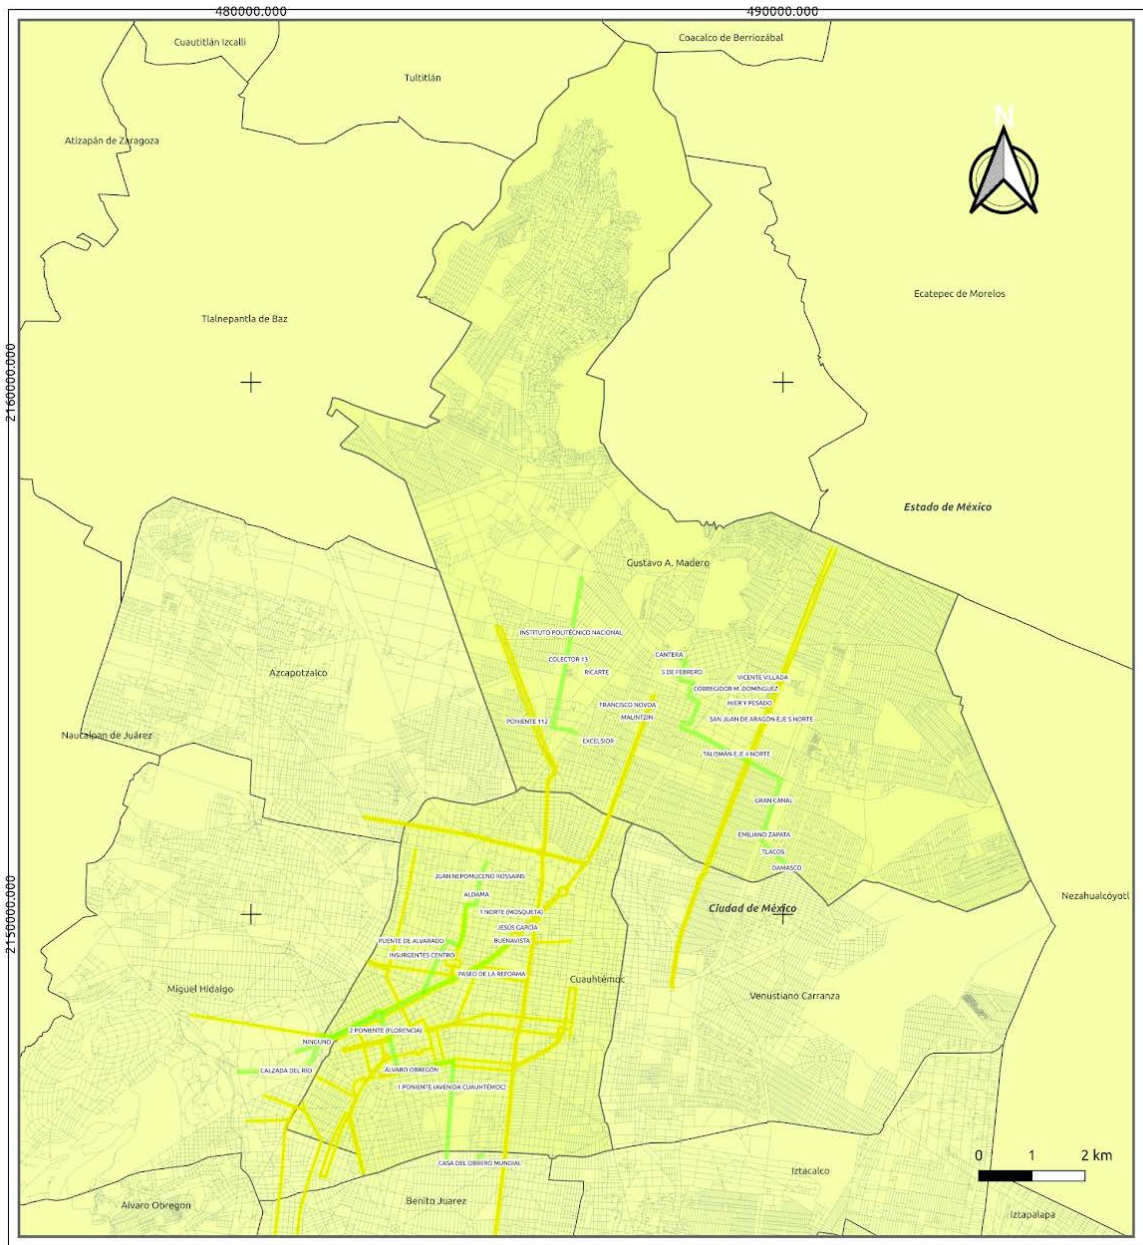 480000.000
490000.000
Cuautitlán Izcalli
Coacalco de Berriozábal
Tultitlán
N
Atizapán de Zaragoza
Ecatepec de Morelos
Tlalnepantla de Baz
2160000.000
Estado de México
Gustavo A. Madero
INSTITUTO POLITÉCNICO NACIONAL
CANTERA
COLECTOR 13
RICARTE
5 DE FEBRERO
Azcapotzalco
VICENTE VILLADA
CORREGIDOR M. DOMINGUEZ
FRANCISCO NOVOA
HIER Y PESADO
MALINTZIN
PONIENTE 112
SAN JUAN DE ARAGÓN EJE 5 NORTE
Naucalpan de Juárez
EXCELSIOR
TALISMÁN EJE 4 NORTE
GRAN CANAL
EMILIANO ZAPATA
TLACOS
DAMASCO
JUAN NEPOMUCENO ROSSAINS
ALDAMA
Nezahualcóyotl
1 NORTE (MOSQUETA)
Ciudad de México
2150000.000
JESÚS GARCÍA
PUENTE DE ALVARADO
BUENAVISTA
INSURGENTES CENTRO
PASEO DE LA REFORMA
Cuauhtémoc
Miguel Hidalgo
Venustiano Carranza
2 PONIENTE (FLORENCIA)
NINGUNO
CALZADA DEL RÍO
ÁLVARO OBREGÓN
1 PONIENTE (AVENIDA CUAUHTÉMOC)
0 1 2 km
CASA DEL OBRERO MUNDIAL
Iztacalco
Alvaro Obregon
Benito Juarez
Iztapalapa